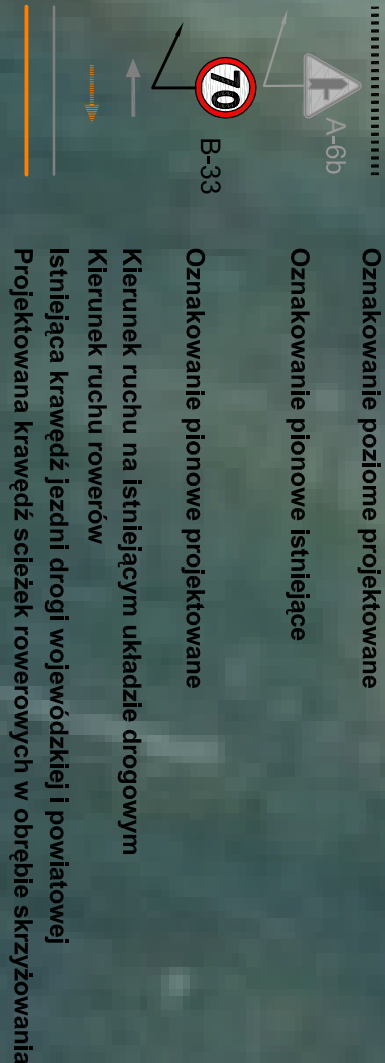 Oznakowanie poziome projektowane
A-6b
Oznakowanie pionowe istniejące
70
B-33
Oznakowanie pionowe projektowane
Kierunek ruchu na istniejącym układzie drogowym
Kierunek ruchu rowerów
Istniejąca krawędź jezdni drogi wojewódzkiej i powiatowej
Projektowana krawędź scieżek rowerowych w obrębie skrzyżowania